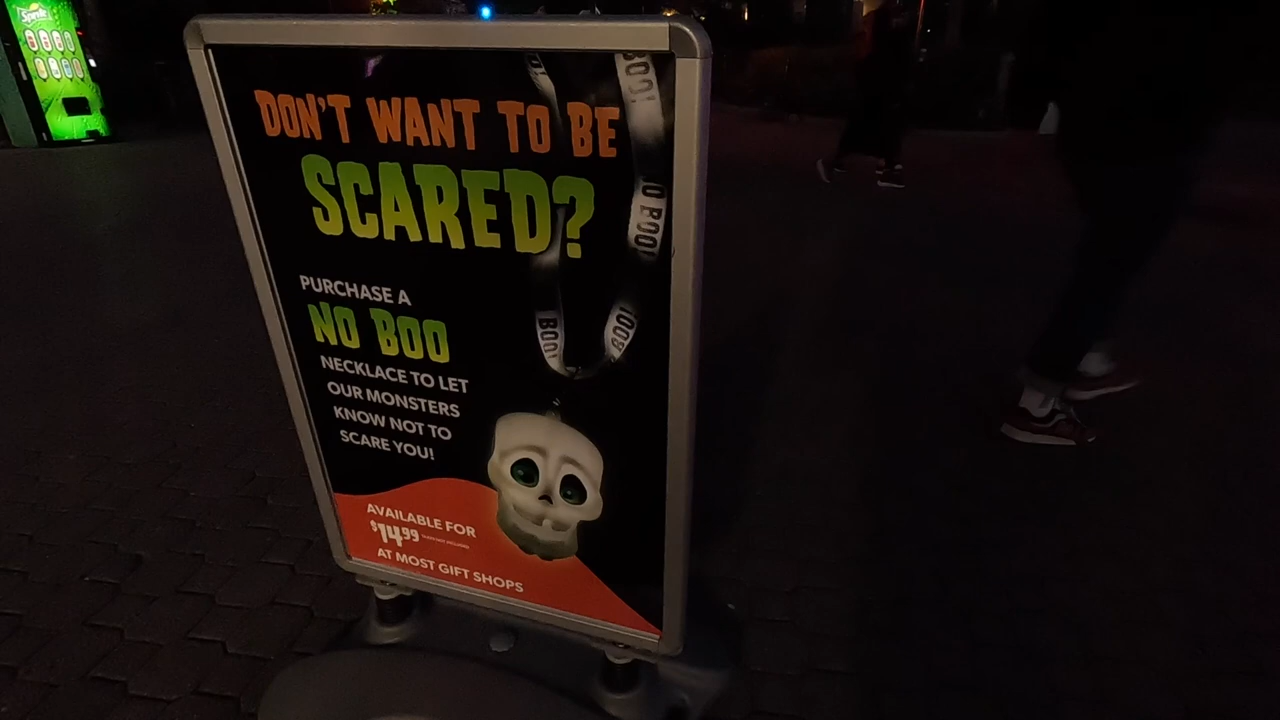 Sprite
DON'T WANT TO BE
SCARED?
PURCHASE A
NO BOO
NECKLACE TO LET
OUR MONSTERS
KNOW NOT TO
SCARE YOU!
AVAILABLE FOR
$14.99
AT MOST GIFT SHOPS
BOO!
O BOO!
BOO!
BOO!